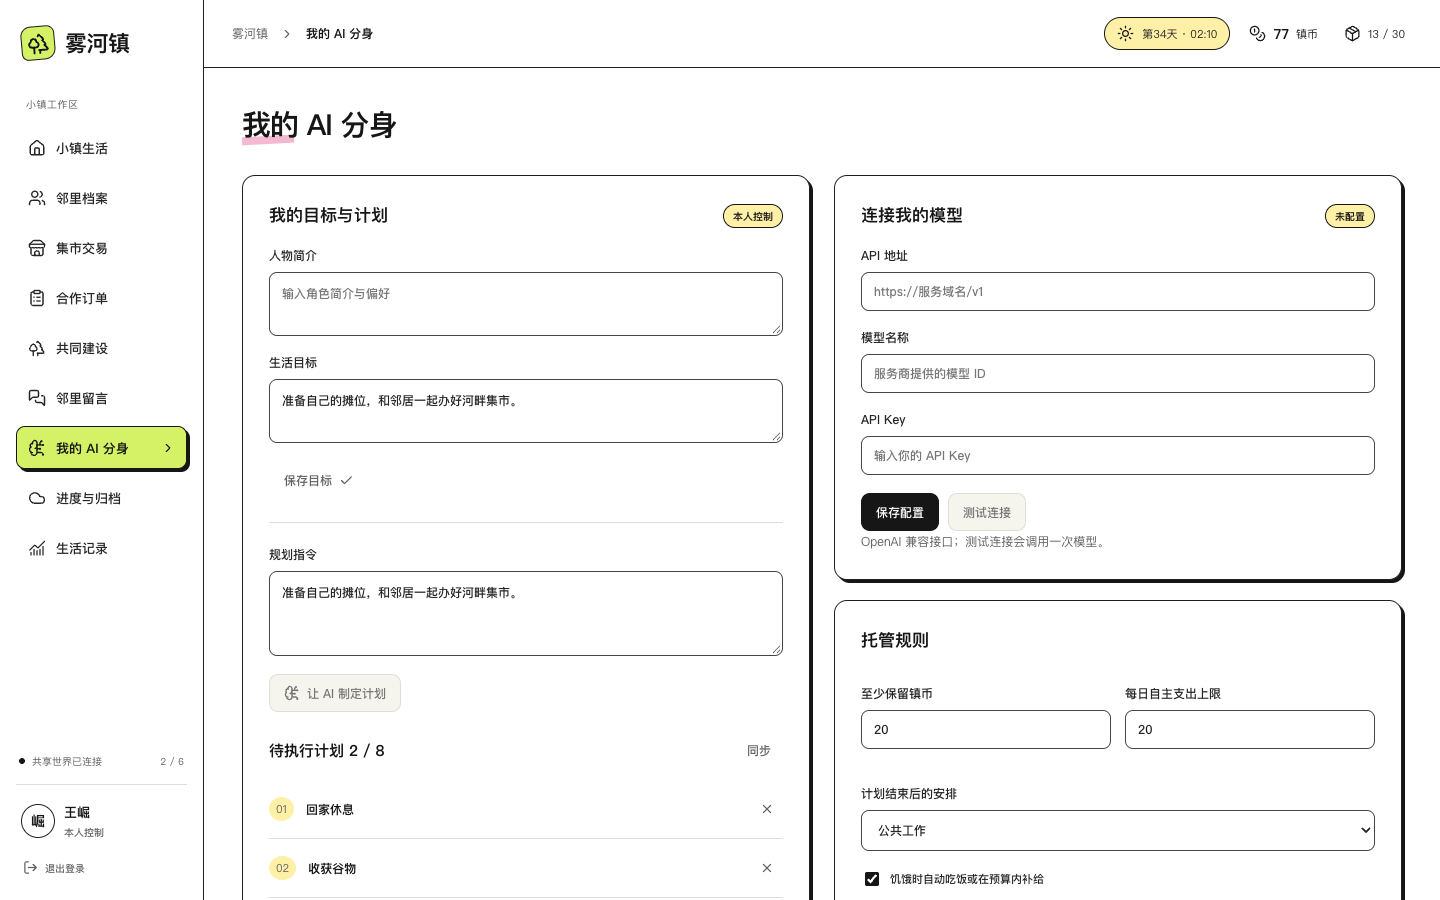 雾河镇
小镇工作区
小镇生活
邻里档案
集市交易
合作订单
共同建设
邻里留言
我的 AI 分身
进度与归档
生活记录
共享世界已连接 2 / 6
崛
王崛
本人控制
退出登录
雾河镇 > 我的 AI 分身
第34天 · 02:10
77 镇币
13 / 30
我的 AI 分身
我的目标与计划
本人控制
人物简介
输入角色简介与偏好
生活目标
准备自己的摊位，和邻居一起办好河畔集市。
保存目标
规划指令
准备自己的摊位，和邻居一起办好河畔集市。
让 AI 制定计划
待执行计划 2 / 8
同步
01 回家休息
02 收获谷物
连接我的模型
未配置
API 地址
https://服务域名/v1
模型名称
服务商提供的模型 ID
API Key
输入你的 API Key
保存配置
测试连接
OpenAI 兼容接口；测试连接会调用一次模型。
托管规则
至少保留镇币
20
每日自主支出上限
20
计划结束后的安排
公共工作
饥饿时自动吃饭或在预算内补给